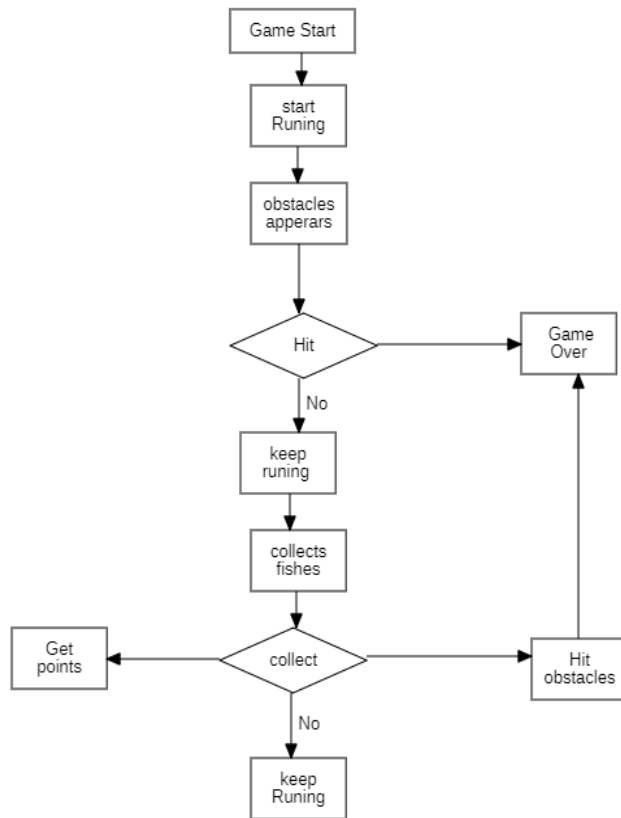 Game Start
start
Runing
obstacles
apperars
Hit
Game
Over
No
keep
runing
collects
fishes
Get
points
collect
Hit
obstacles
No
keep
Runing